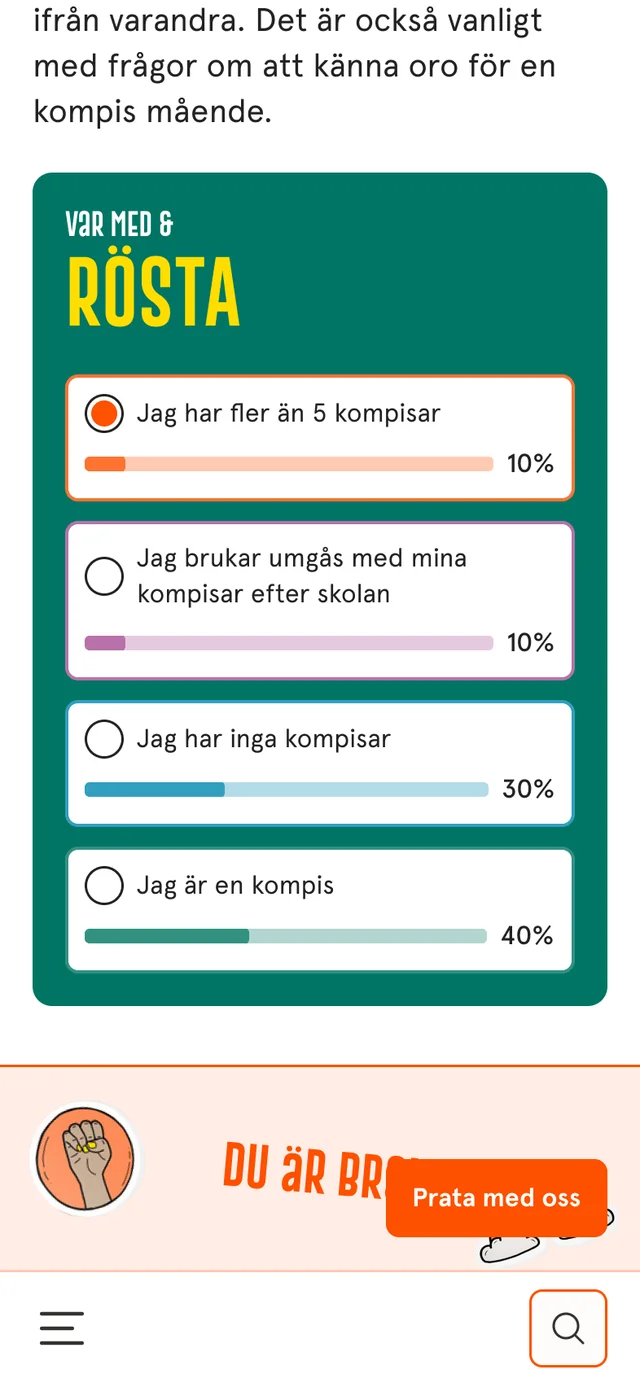 ifrån varandra. Det är också vanligt
med frågor om att känna oro för en
kompis mående.
VAR MED &
RÖSTA
Jag har fler än 5 kompisar
10%
Jag brukar umgås med mina
kompisar efter skolan
10%
Jag har inga kompisar
30%
Jag är en kompis
40%
DU ÄR
Prata med oss